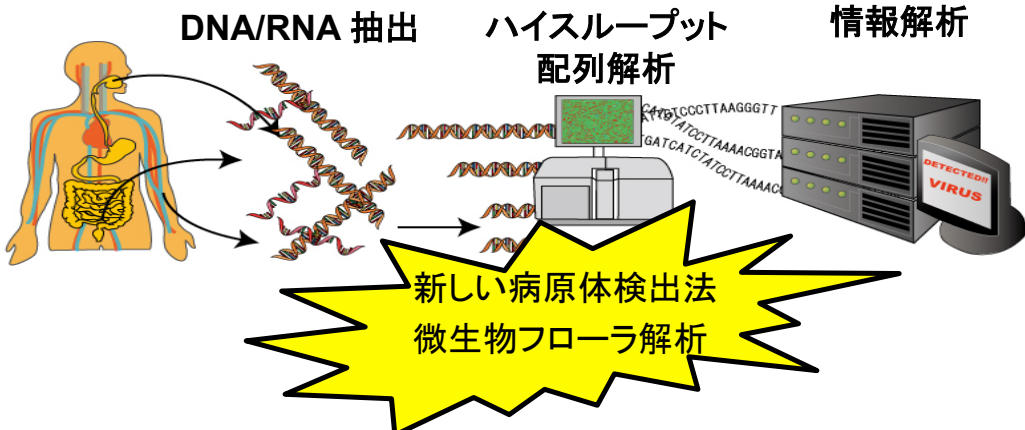 DNA/RNA 抽出
ハイスループット
配列解析
情報解析
CATCTCCCTTAAGGGTT
GATCATCTATCCTTAAAACG
DETECTED!!
VIRUS
新しい病原体検出法
微生物フローラ解析